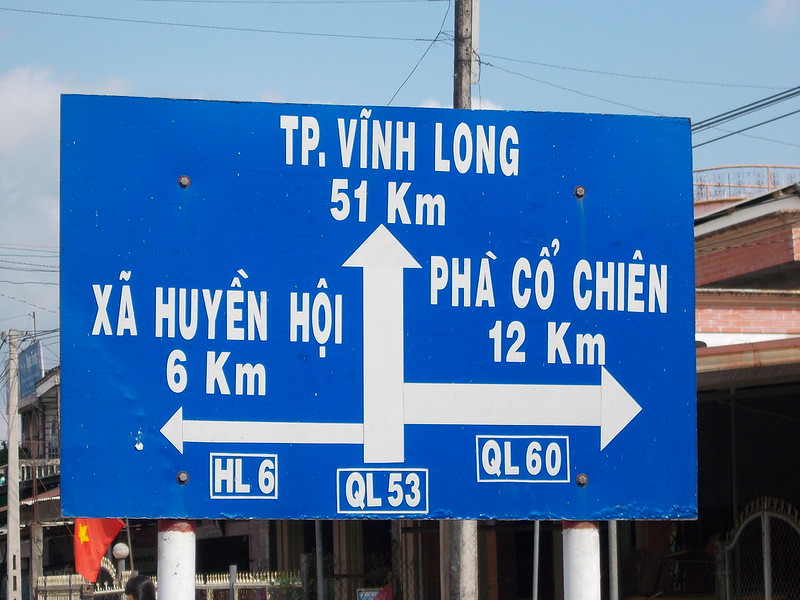 TP. VĨNH LONG
51 Km
XÃ HUYỀN HỘI
6 Km
PHÀ CỔ CHIÊN
12 Km
HL 6
QL 53
QL 60